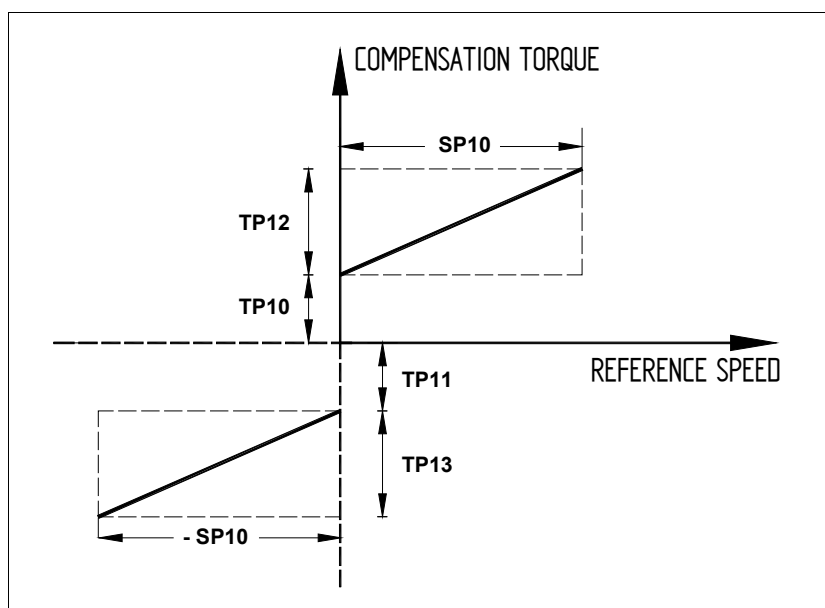 COMPENSATION TORQUE
SP10
TP12
TP10
TP11
REFERENCE SPEED
TP13
- SP10